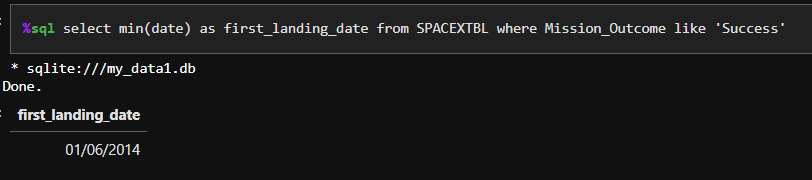 %sql select min(date) as first_landing_date from SPACEXTBL where Mission_Outcome like 'Success'
* sqlite:///my_data1.db
Done.
first_landing_date
01/06/2014